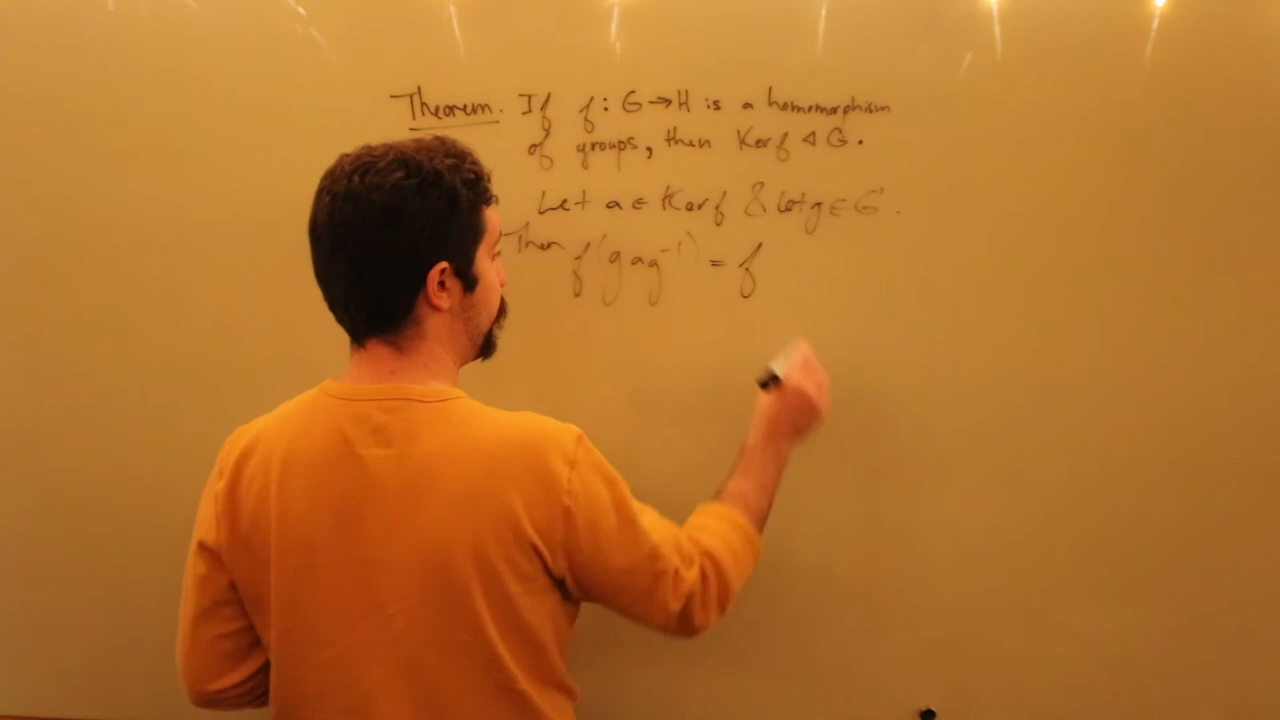 Theorem. If f: G → H is a homomorphism
of groups, then Ker f ⊲ G.
Let a ∈ Ker f & let g ∈ G.
Then f(gag⁻¹) = f